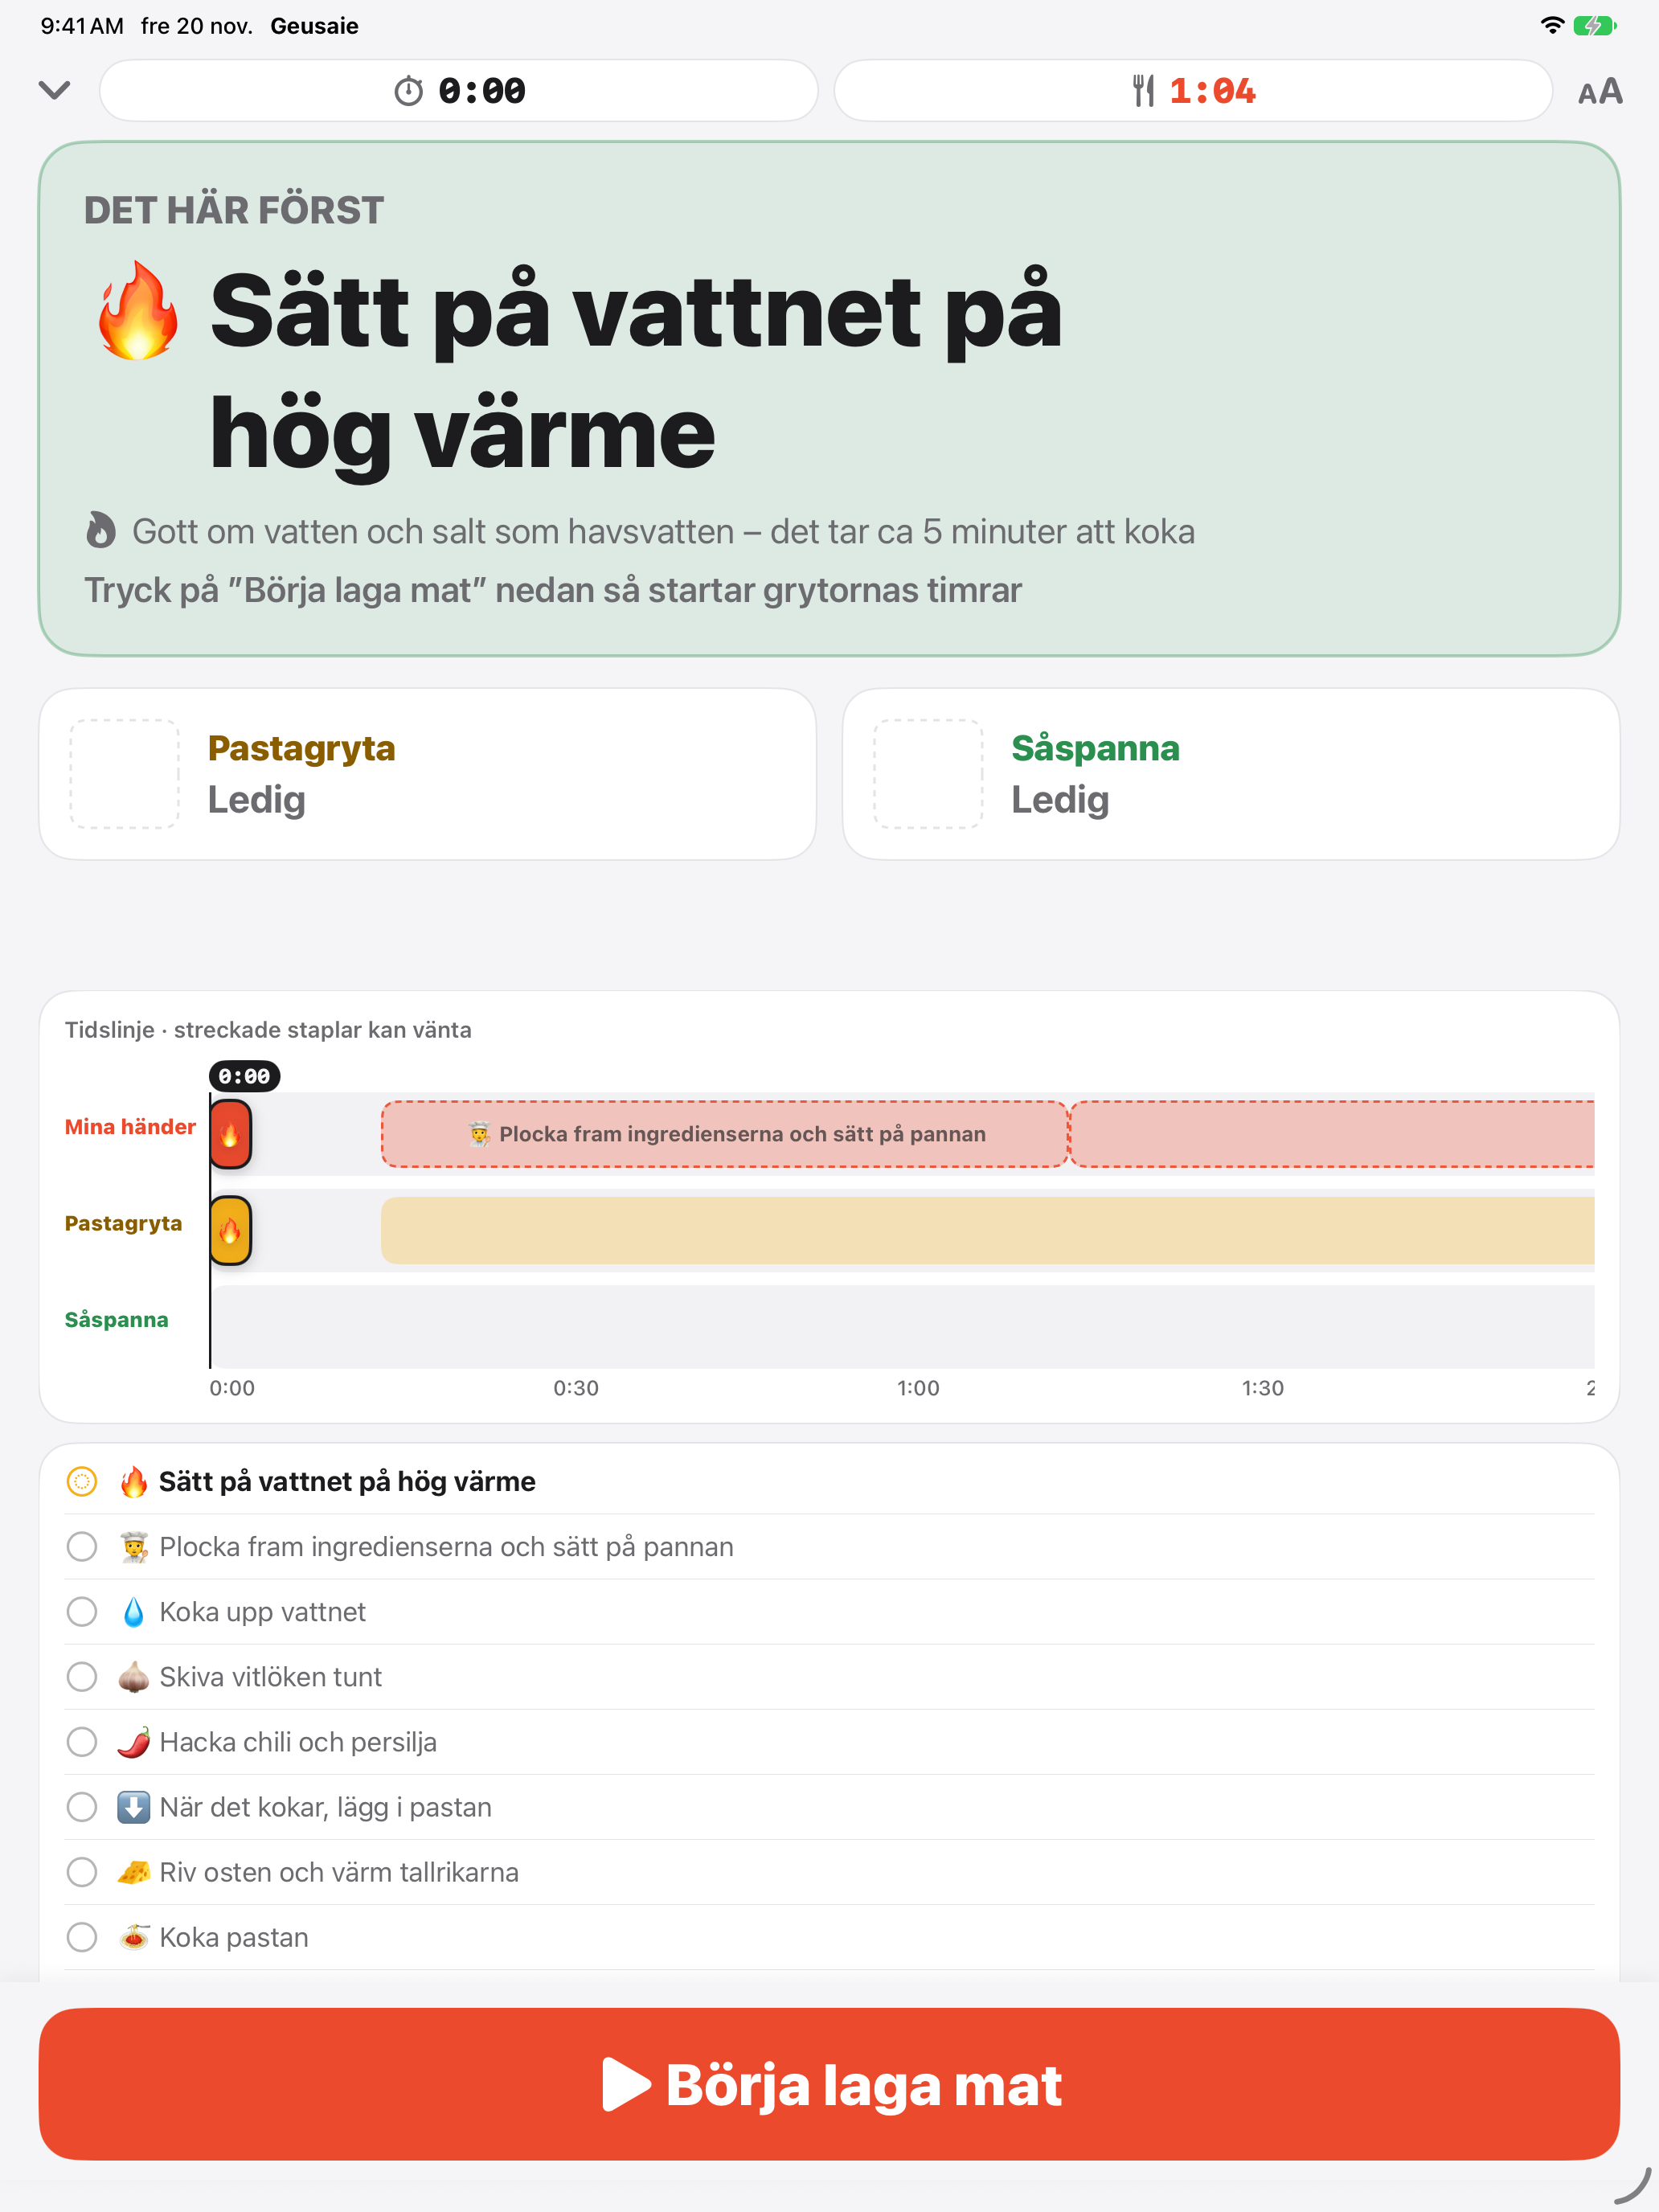 9:41 AM fre 20 nov. Geusaie
0:00
1:04
AA
DET HÄR FÖRST
Sätt på vattnet på
hög värme
Gott om vatten och salt som havsvatten – det tar ca 5 minuter att koka
Tryck på ”Börja laga mat” nedan så startar grytornas timrar
Pastagryta
Ledig
Såspanna
Ledig
Tidslinje · streckade staplar kan vänta
0:00
Mina händer
Plocka fram ingredienserna och sätt på pannan
Pastagryta
Såspanna
0:00 0:30 1:00 1:30 2
Sätt på vattnet på hög värme
Plocka fram ingredienserna och sätt på pannan
Koka upp vattnet
Skiva vitlöken tunt
Hacka chili och persilja
När det kokar, lägg i pastan
Riv osten och värm tallrikarna
Koka pastan
Börja laga mat